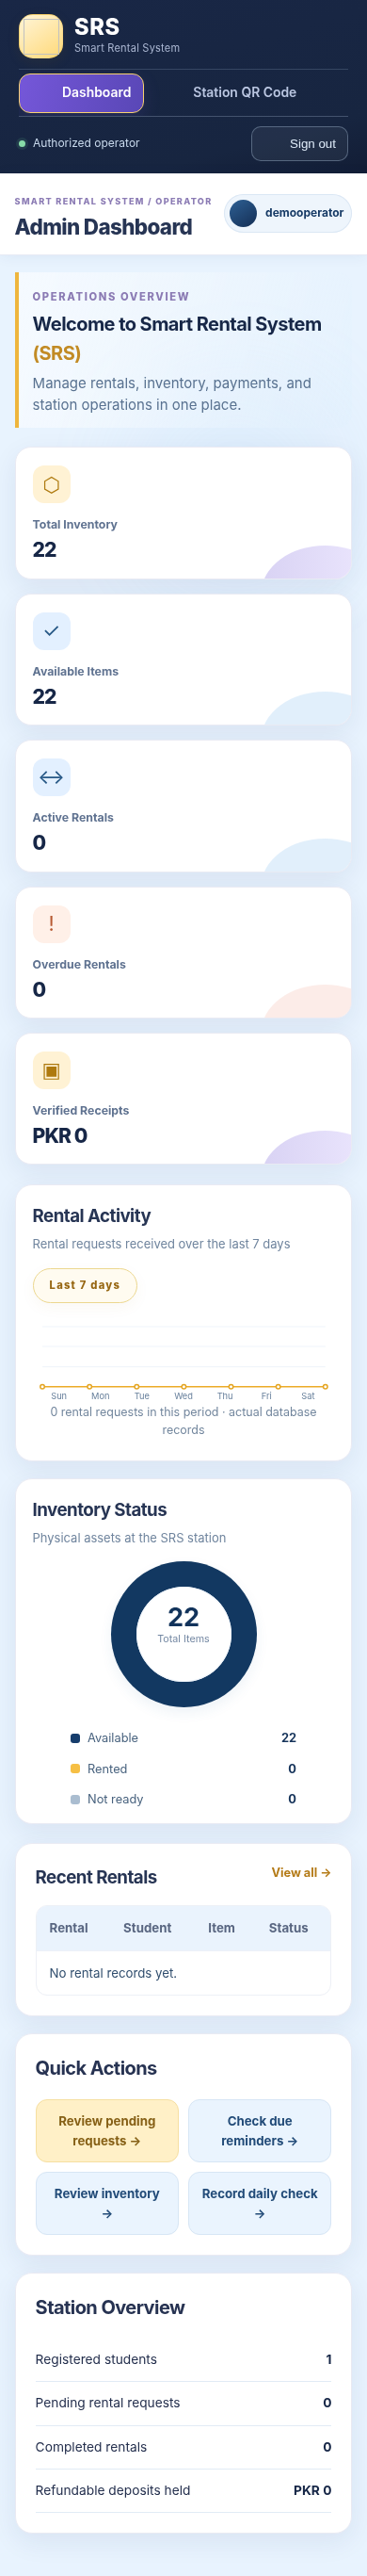 SRS
Smart Rental System
Dashboard
Station QR Code
Authorized operator
Sign out
SMART RENTAL SYSTEM / OPERATOR
Admin Dashboard
demooperator
OPERATIONS OVERVIEW
Welcome to Smart Rental System
(SRS)
Manage rentals, inventory, payments, and
station operations in one place.
Total Inventory
22
Available Items
22
Active Rentals
0
!
Overdue Rentals
0
Verified Receipts
PKR 0
Rental Activity
Rental requests received over the last 7 days
Last 7 days
Sun Mon Tue Wed Thu Fri Sat
0 rental requests in this period · actual database
records
Inventory Status
Physical assets at the SRS station
22
Total Items
Available 22
Rented 0
Not ready 0
Recent Rentals
View all →
Rental Student Item Status
No rental records yet.
Quick Actions
Review pending
requests →
Check due
reminders →
Review inventory
→
Record daily check
→
Station Overview
Registered students 1
Pending rental requests 0
Completed rentals 0
Refundable deposits held PKR 0